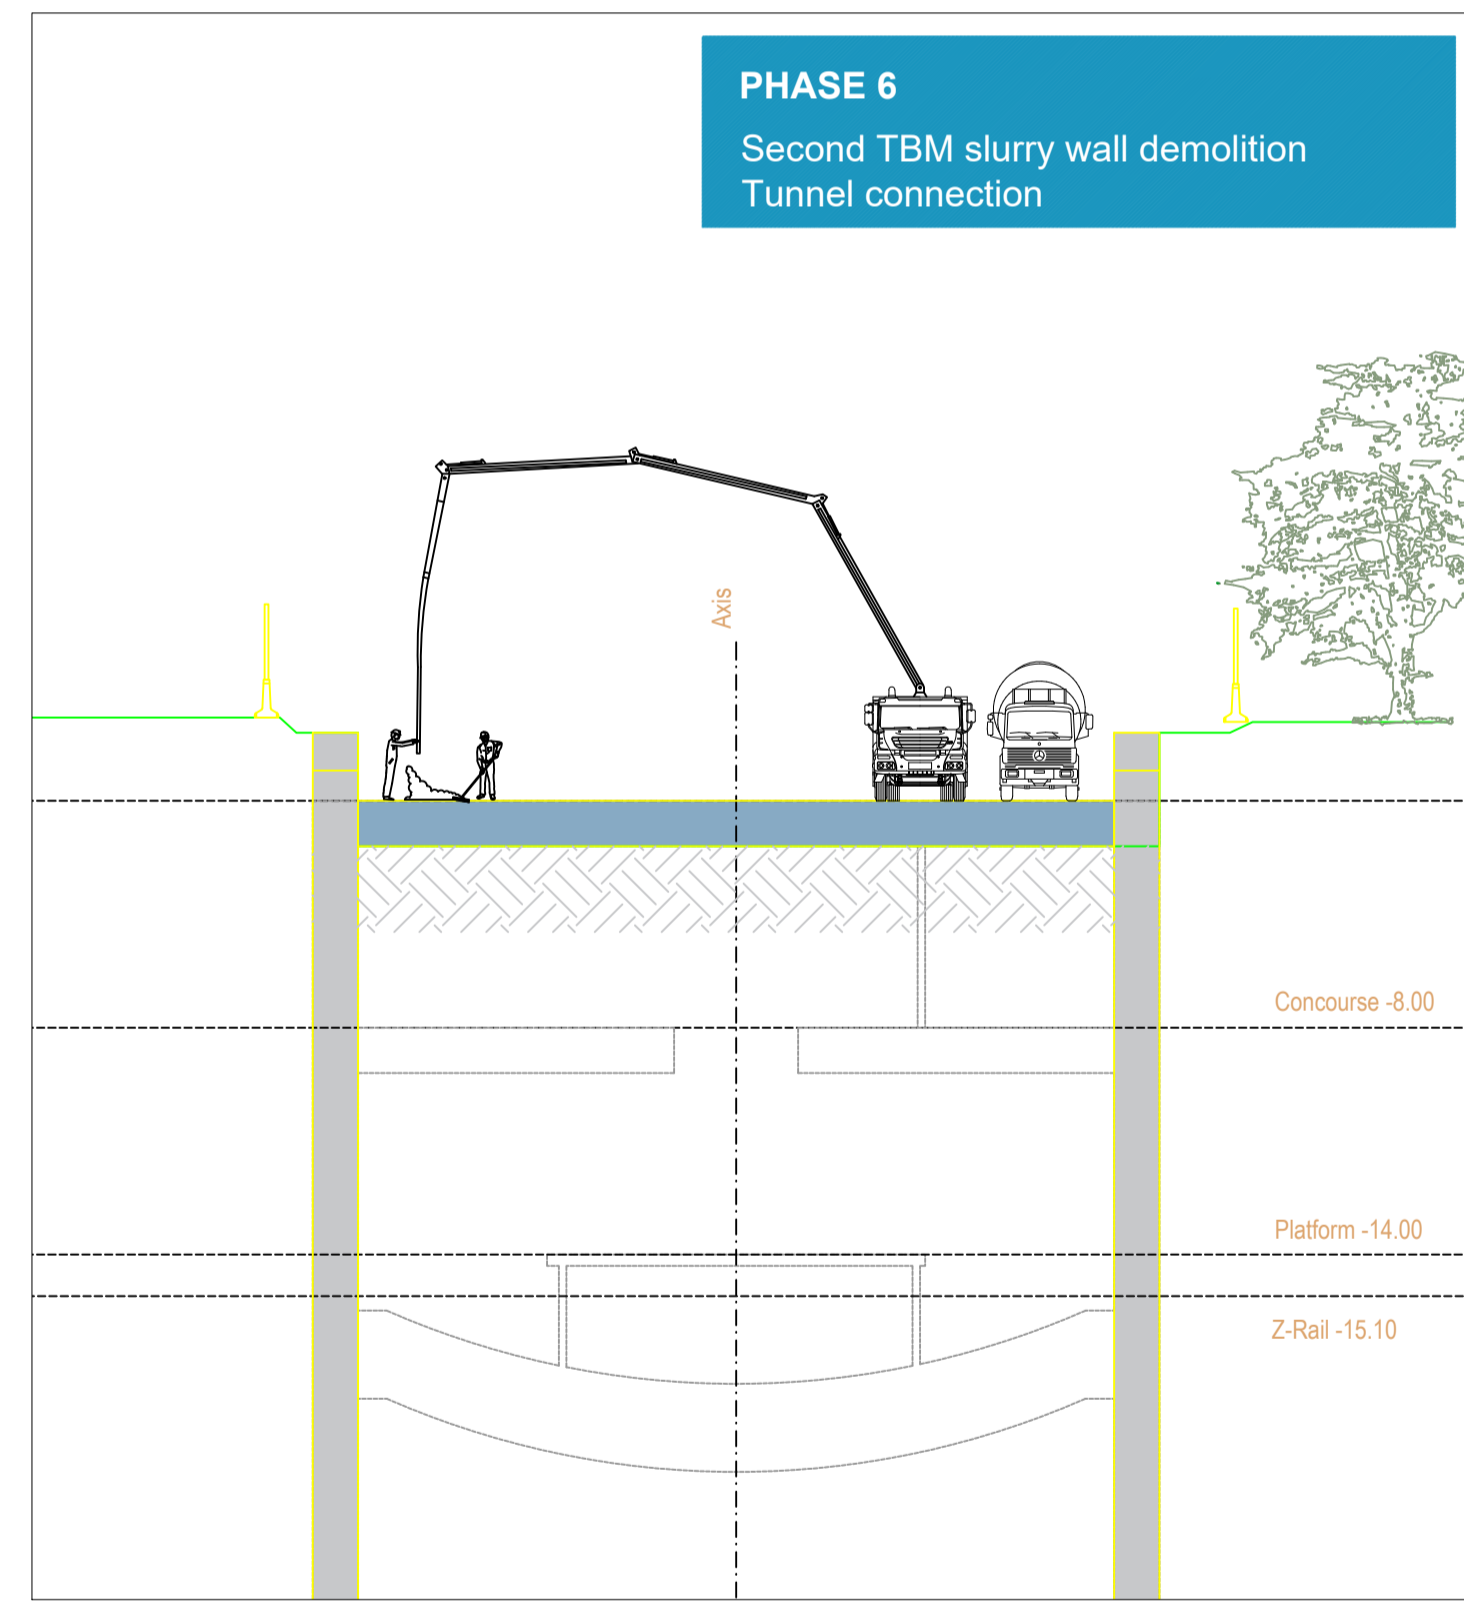 PHASE 6
Second TBM slurry wall demolition
Tunnel connection
Axis
Concourse -8.00
Platform -14.00
Z-Rail -15.10